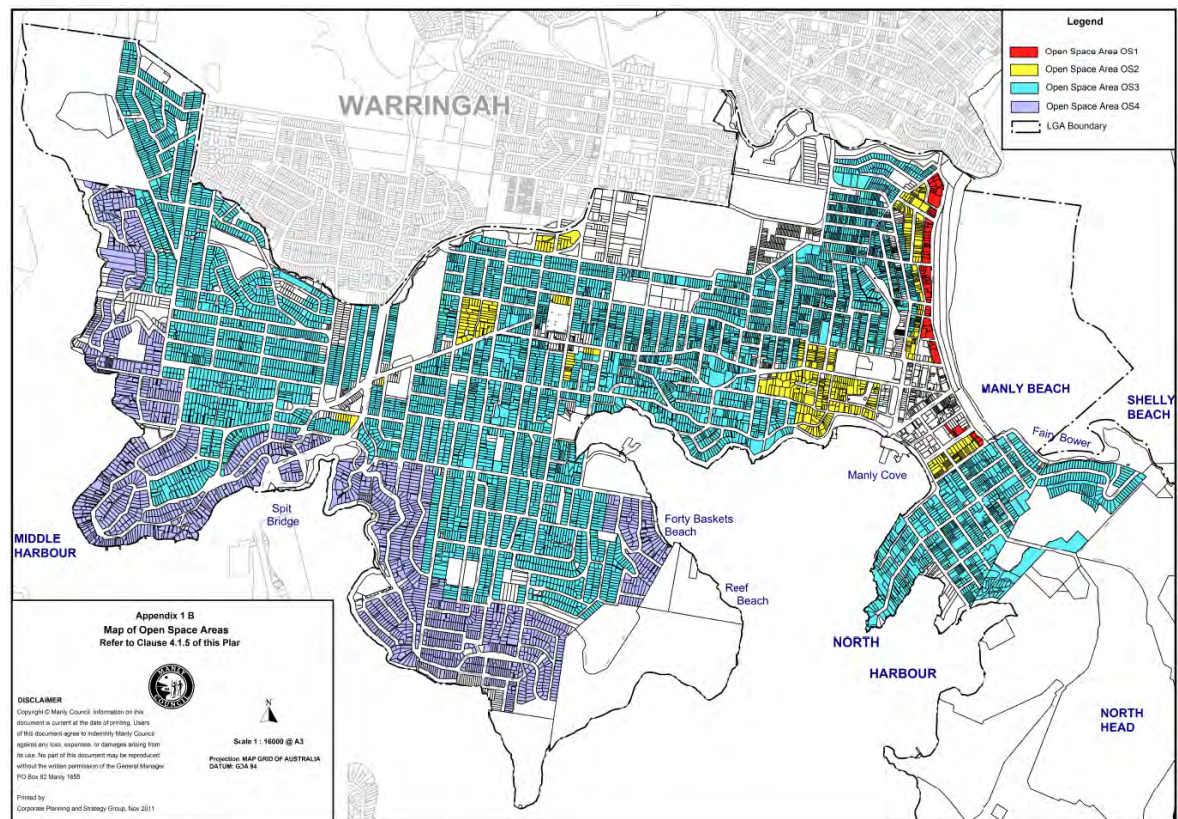 Legend
Open Space Area OS1
Open Space Area OS2
Open Space Area OS3
Open Space Area OS4
LGA Boundary
WARRINGAH
MANLY BEACH
SHELLY
BEACH
Fairy Bower
Manly Cove
Spit
Bridge
Forty Baskets
Beach
MIDDLE
HARBOUR
Reef
Beach
NORTH
HARBOUR
NORTH
HEAD
Appendix 1 B
Map of Open Space Areas
Refer to Clause 4.1.5 of this Plar
MANLY
COUNCIL
N
Scale 1 : 16000 @ A3
Projection: MAP GRID OF AUSTRALIA
DATUM: GDA 94
DISCLAIMER
Copyright © Manly Council. Information on this
document is current at the date of printing. Users
of this document agree to indemnify Manly Council
against any loss, expenses, or damages arising from
its use. No part of this document may be reproduced
without the written permission of the General Manager
PO Box 82 Manly 1655
Printed by
Corporate Planning and Strategy Group, Nov 2011